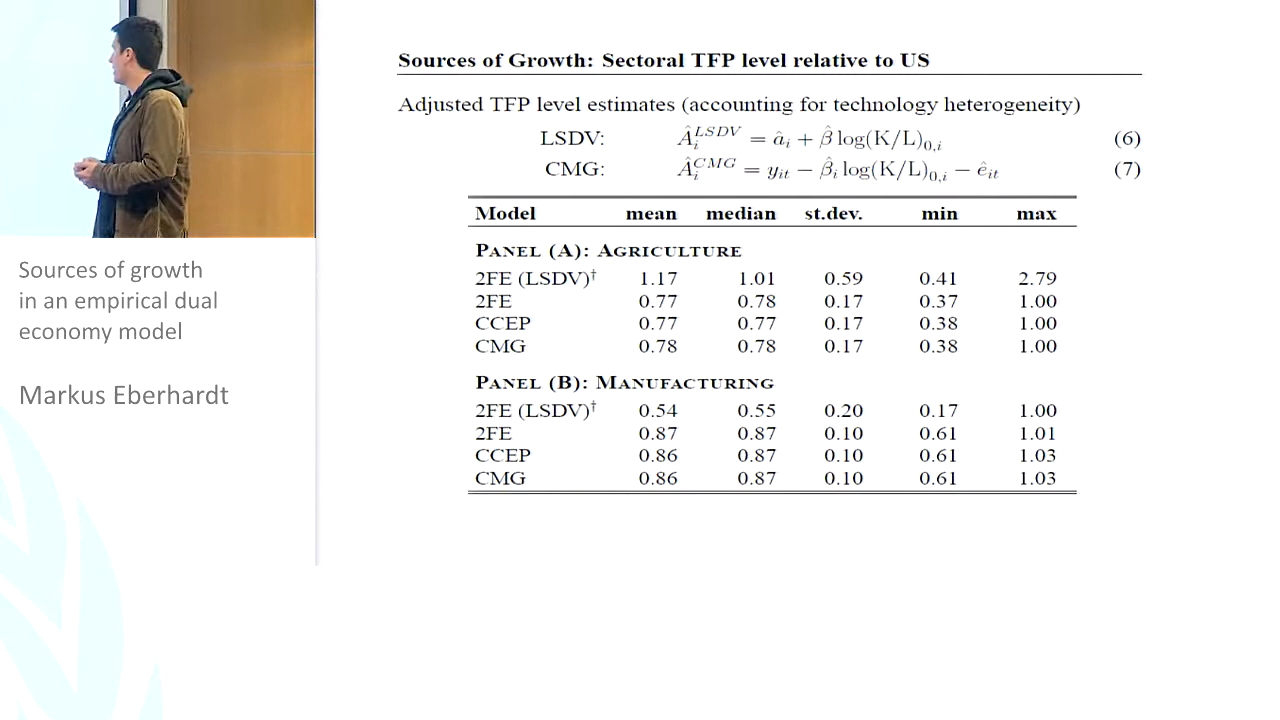 Sources of Growth: Sectoral TFP level relative to US
Adjusted TFP level estimates (accounting for technology heterogeneity)
LSDV: Â_i^{LSDV} = â_i + β̂ log(K/L)_{0,i} (6)
CMG: Â_i^{CMG} = y_{it} − β̂_i log(K/L)_{0,i} − ê_{it} (7)
Model mean median st.dev. min max
PANEL (A): AGRICULTURE
2FE (LSDV)† 1.17 1.01 0.59 0.41 2.79
2FE 0.77 0.78 0.17 0.37 1.00
CCEP 0.77 0.77 0.17 0.38 1.00
CMG 0.78 0.78 0.17 0.38 1.00
PANEL (B): MANUFACTURING
2FE (LSDV)† 0.54 0.55 0.20 0.17 1.00
2FE 0.87 0.87 0.10 0.61 1.01
CCEP 0.86 0.87 0.10 0.61 1.03
CMG 0.86 0.87 0.10 0.61 1.03
Sources of growth
in an empirical dual
economy model
Markus Eberhardt